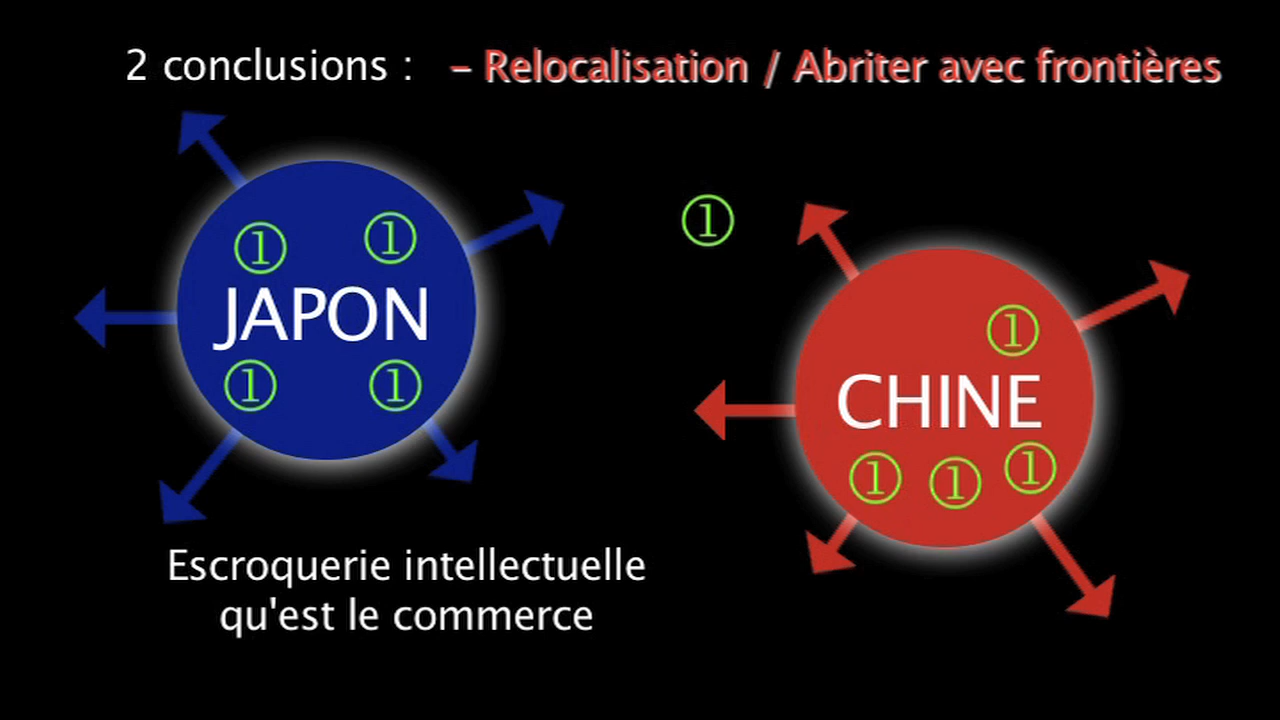 2 conclusions : – Relocalisation / Abriter avec frontières
① ① ①
JAPON
①
① ①
CHINE
① ① ①
Escroquerie intellectuelle
qu'est le commerce